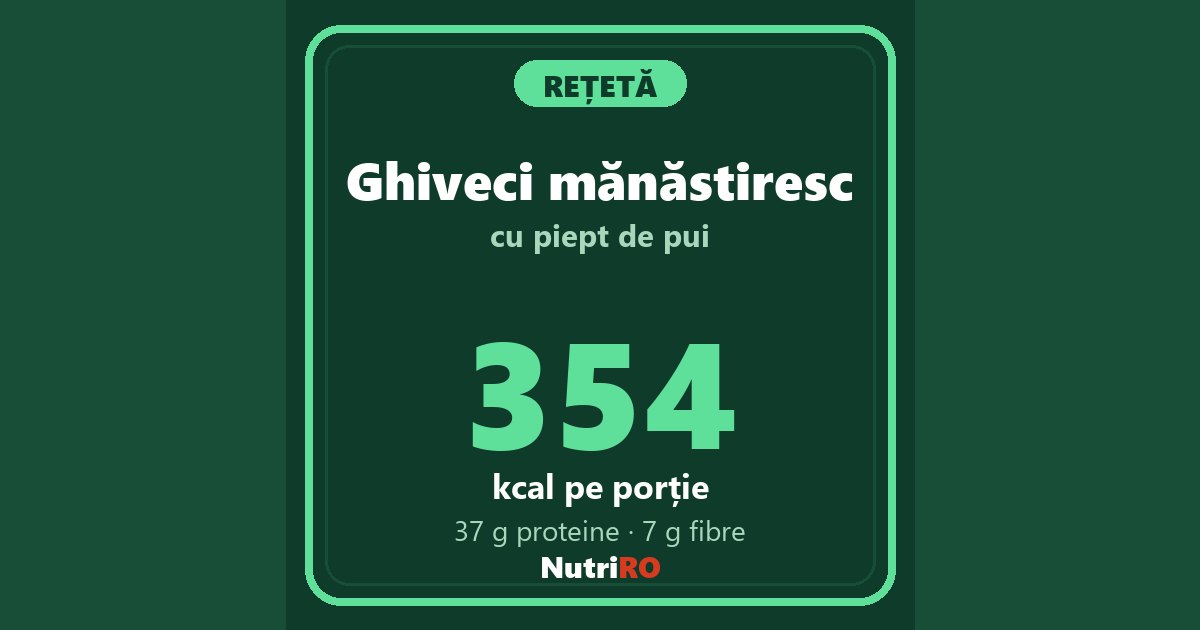 REȚETĂ
Ghiveci mănăstiresc
cu piept de pui
354
kcal pe porție
37 g proteine · 7 g fibre
NutriRO